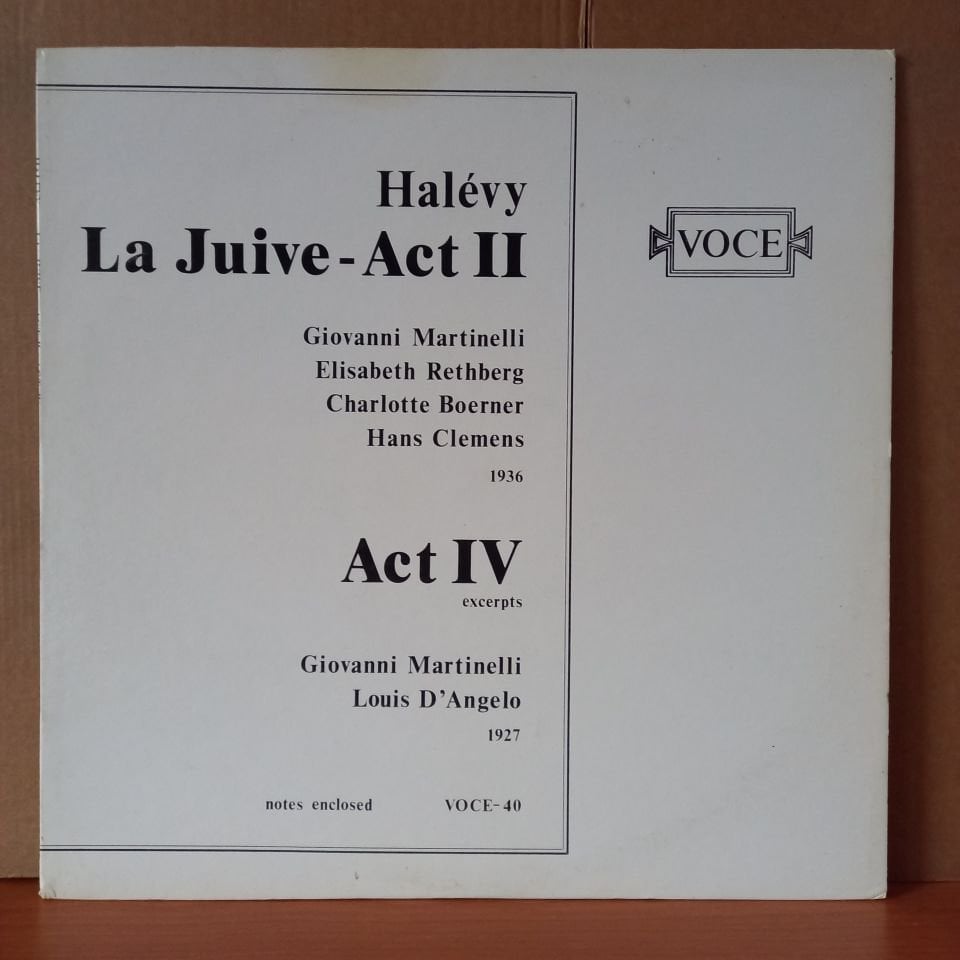 Halévy
La Juive - Act II
Giovanni Martinelli
Elisabeth Rethberg
Charlotte Boerner
Hans Clemens
1936
Act IV
excerpts
Giovanni Martinelli
Louis D'Angelo
1927
notes enclosed VOCE-40
VOCE